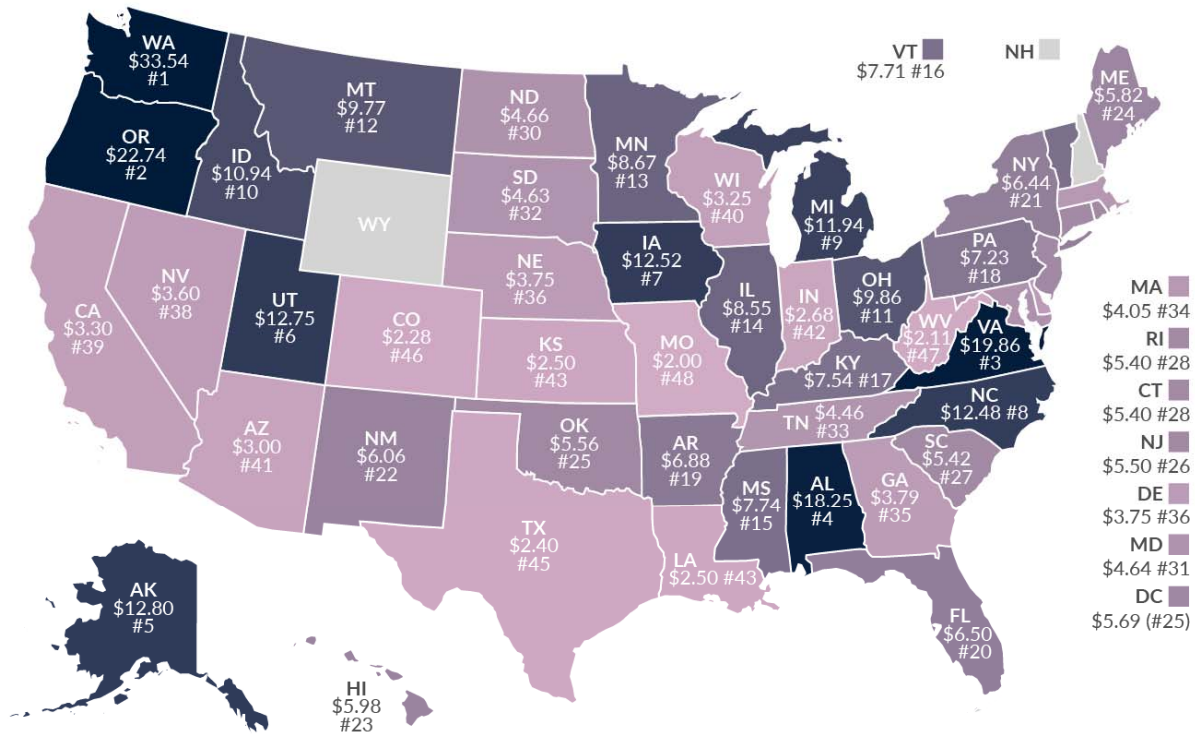 WA
$33.54
#1
OR
$22.74
#2
ID
$10.94
#10
MT
$9.77
#12
WY
ND
$4.66
#30
SD
$4.63
#32
NE
$3.75
#36
KS
$2.50
#43
CA
$3.30
#39
NV
$3.60
#38
UT
$12.75
#6
CO
$2.28
#46
AZ
$3.00
#41
NM
$6.06
#22
TX
$2.40
#45
OK
$5.56
#25
MN
$8.67
#13
IA
$12.52
#7
MO
$2.00
#48
AR
$6.88
#19
LA
$2.50 #43
WI
$3.25
#40
IL
$8.55
#14
MI
$11.94
#9
IN
$2.68
#42
OH
$9.86
#11
KY
$7.54 #17
TN $4.46
#33
MS
$7.74
#15
AL
$18.25
#4
GA
$3.79
#35
FL
$6.50
#20
SC
$5.42
#27
NC
$12.48 #8
VA
$19.86
#3
WV
$2.11
#47
PA
$7.23
#18
NY
$6.44
#21
ME
$5.82
#24
VT
$7.71 #16
NH
MA
$4.05 #34
RI
$5.40 #28
CT
$5.40 #28
NJ
$5.50 #26
DE
$3.75 #36
MD
$4.64 #31
DC
$5.69 (#25)
AK
$12.80
#5
HI
$5.98
#23